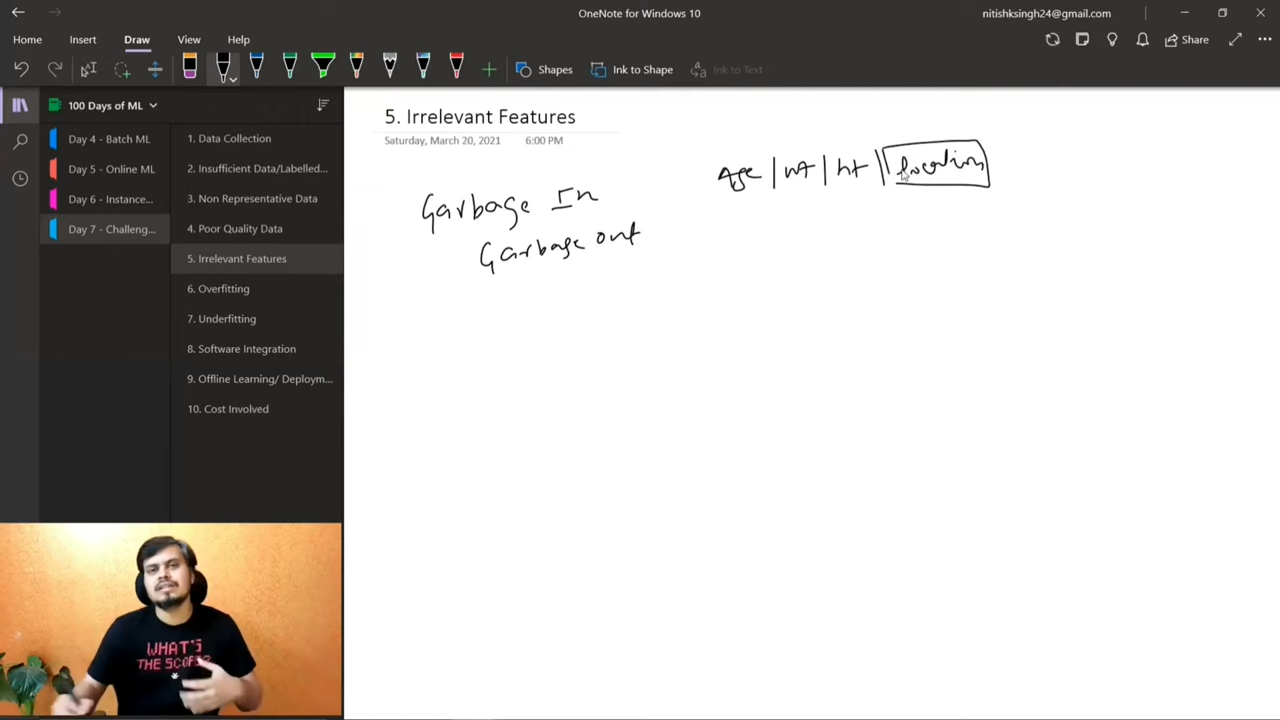 OneNote for Windows 10
nitishksingh24@gmail.com
Home Insert Draw View Help
Share
Shapes
Ink to Shape
Ink to Text
100 Days of ML
Day 4 - Batch ML
Day 5 - Online ML
Day 6 - Instance...
Day 7 - Challeng...
1. Data Collection
2. Insufficient Data/Labelled...
3. Non Representative Data
4. Poor Quality Data
5. Irrelevant Features
6. Overfitting
7. Underfitting
8. Software Integration
9. Offline Learning/ Deploym...
10. Cost Involved
5. Irrelevant Features
Saturday, March 20, 2021 6:00 PM
Garbage In
Garbage out
Age | wt | ht | location
WHAT'S
THE